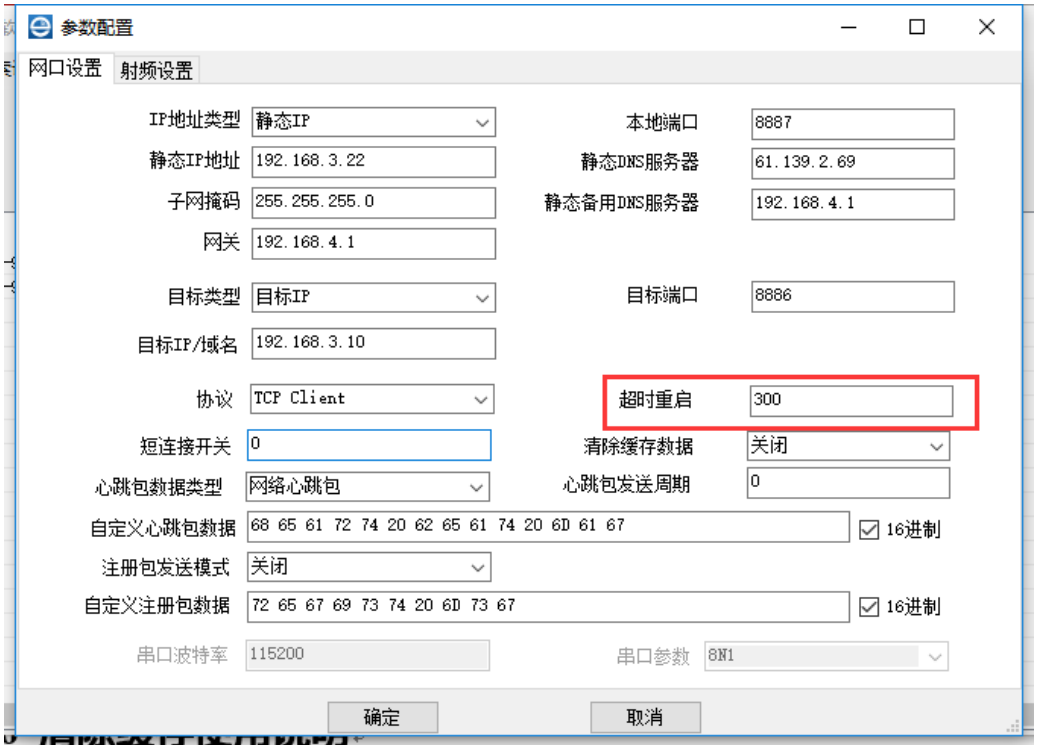 参数配置
网口设置 射频设置
IP地址类型 静态IP 本地端口 8887
静态IP地址 192.168.3.22 静态DNS服务器 61.139.2.69
子网掩码 255.255.255.0 静态备用DNS服务器 192.168.4.1
网关 192.168.4.1
目标类型 目标IP 目标端口 8886
目标IP/域名 192.168.3.10
协议 TCP Client 超时重启 300
短连接开关 0 清除缓存数据 关闭
心跳包数据类型 网络心跳包 心跳包发送周期 0
自定义心跳包数据 68 65 61 72 74 20 62 65 61 74 20 6D 61 67 16进制
注册包发送模式 关闭
自定义注册包数据 72 65 67 69 73 74 20 6D 73 67 16进制
串口波特率 115200 串口参数 8N1
确定 取消